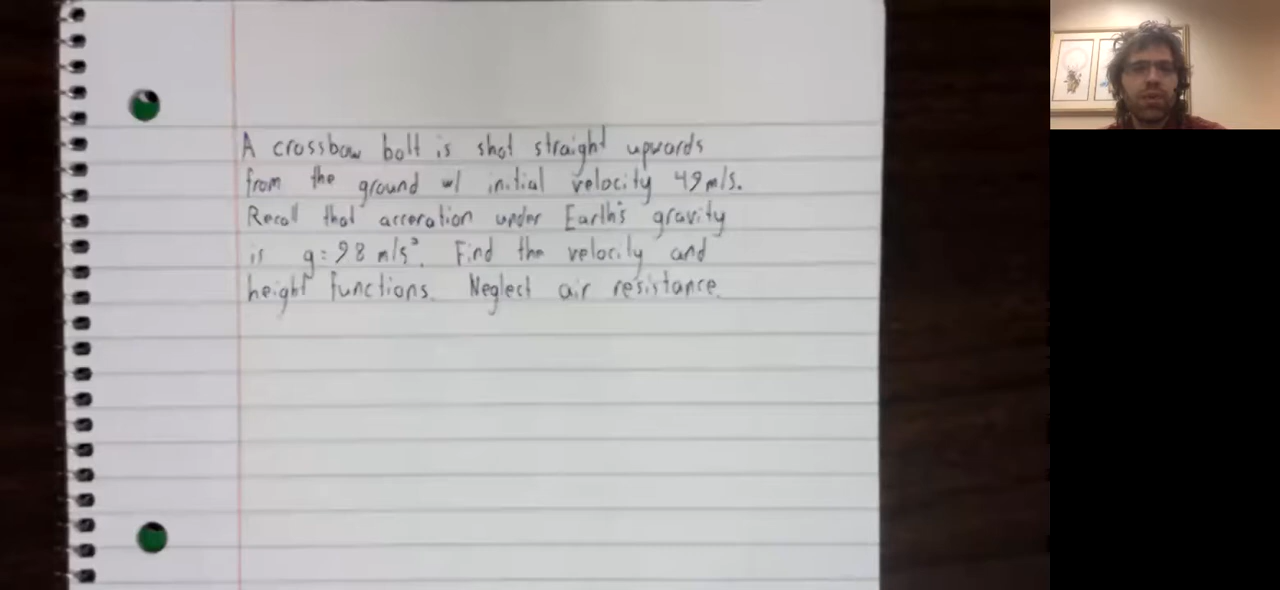 A crossbow bolt is shot straight upwards
from the ground w/ initial velocity 49 m/s.
Recall that acceration under Earth's gravity
is g = 9.8 m/s². Find the velocity and
height functions. Neglect air resistance.